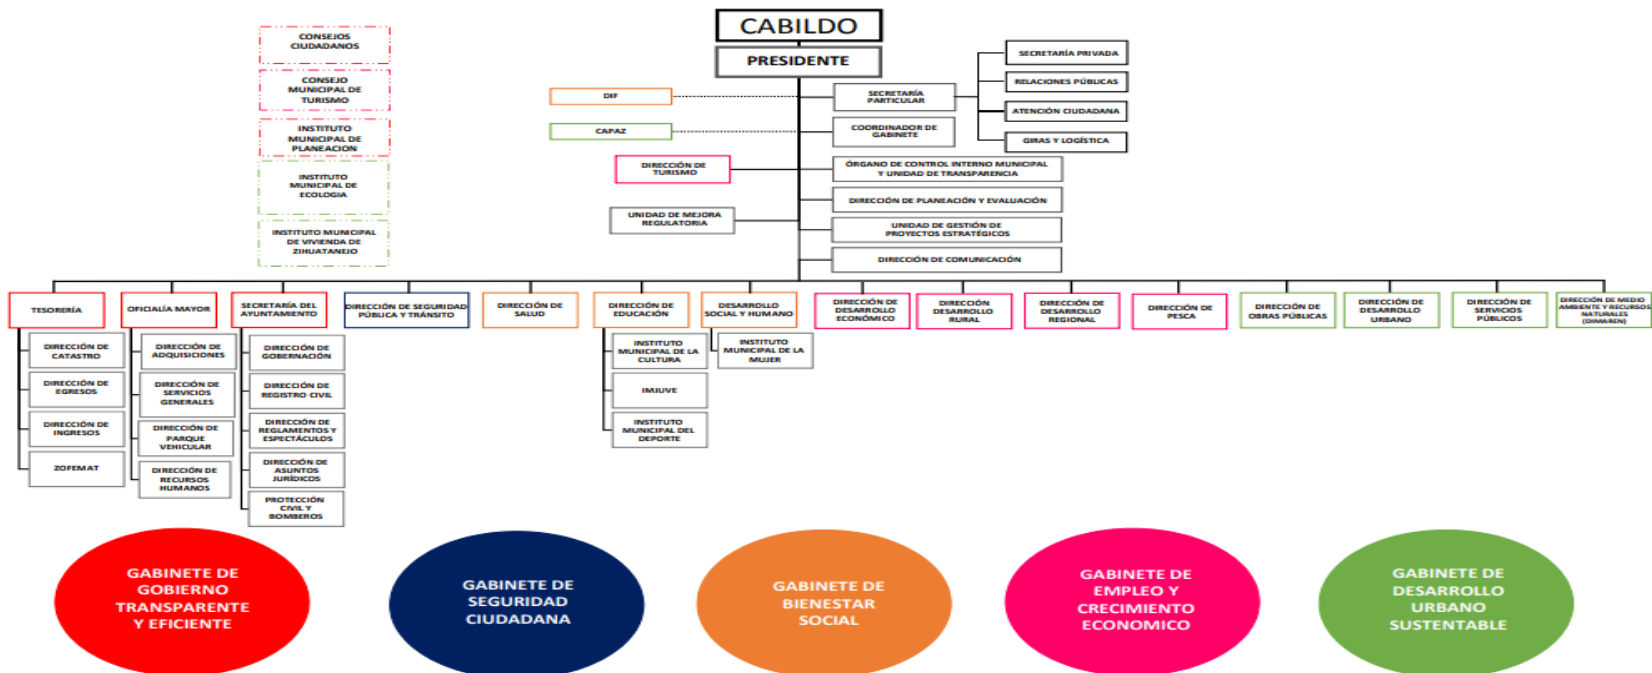 CABILDO
PRESIDENTE
CONSEJOS
CIUDADANOS
CONSEJO
MUNICIPAL DE
TURISMO
INSTITUTO
MUNICIPAL DE
PLANEACION
INSTITUTO
MUNICIPAL DE
ECOLOGIA
INSTITUTO MUNICIPAL
DE VIVIENDA DE
ZIHUATANEJO
DIF
CAPAZ
DIRECCIÓN DE
TURISMO
UNIDAD DE MEJORA
REGULATORIA
SECRETARÍA
PARTICULAR
COORDINADOR DE
GABINETE
ÓRGANO DE CONTROL INTERNO MUNICIPAL
Y UNIDAD DE TRANSPARENCIA
DIRECCIÓN DE PLANEACIÓN Y EVALUACIÓN
UNIDAD DE GESTIÓN DE
PROYECTOS ESTRATÉGICOS
DIRECCIÓN DE COMUNICACIÓN
SECRETARÍA PRIVADA
RELACIONES PÚBLICAS
ATENCIÓN CIUDADANA
GIRAS Y LOGÍSTICA
TESORERÍA
OFICIALÍA MAYOR
SECRETARÍA DEL
AYUNTAMIENTO
DIRECCIÓN DE SEGURIDAD
PÚBLICA Y TRÁNSITO
DIRECCIÓN DE
SALUD
DIRECCIÓN DE
EDUCACIÓN
DESARROLLO
SOCIAL Y HUMANO
DIRECCIÓN DE
DESARROLLO
ECONÓMICO
DIRECCIÓN
DESARROLLO
RURAL
DIRECCIÓN DE
DESARROLLO
REGIONAL
DIRECCIÓN DE
PESCA
DIRECCIÓN DE
OBRAS PÚBLICAS
DIRECCIÓN DE
DESARROLLO
URBANO
DIRECCIÓN DE
SERVICIOS
PÚBLICOS
DIRECCIÓN DE MEDIO
AMBIENTE Y RECURSOS
NATURALES
(DIMAREN)
DIRECCIÓN DE
CATASTRO
DIRECCIÓN DE
EGRESOS
DIRECCIÓN DE
INGRESOS
ZOFEMAT
DIRECCIÓN DE
ADQUISICIONES
DIRECCIÓN DE
SERVICIOS
GENERALES
DIRECCIÓN DE
PARQUE
VEHICULAR
DIRECCIÓN DE
RECURSOS
HUMANOS
DIRECCIÓN DE
GOBERNACIÓN
DIRECCIÓN DE
REGISTRO CIVIL
DIRECCIÓN DE
REGLAMENTOS Y
ESPECTÁCULOS
DIRECCIÓN DE
ASUNTOS
JURÍDICOS
PROTECCIÓN
CIVIL Y
BOMBEROS
INSTITUTO
MUNICIPAL DE LA
CULTURA
IMJUVE
INSTITUTO
MUNICIPAL DEL
DEPORTE
INSTITUTO
MUNICIPAL DE LA
MUJER
GABINETE DE
GOBIERNO
TRANSPARENTE
Y EFICIENTE
GABINETE DE
SEGURIDAD
CIUDADANA
GABINETE DE
BIENESTAR
SOCIAL
GABINETE DE
EMPLEO Y
CRECIMIENTO
ECONOMICO
GABINETE DE
DESARROLLO
URBANO
SUSTENTABLE